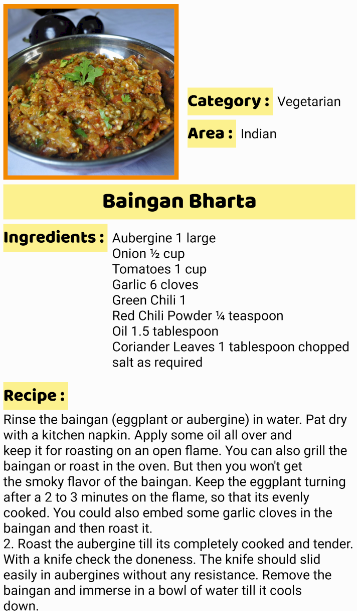 Category : Vegetarian
Area : Indian
Baingan Bharta
Ingredients : Aubergine 1 large
Onion ½ cup
Tomatoes 1 cup
Garlic 6 cloves
Green Chili 1
Red Chili Powder ¼ teaspoon
Oil 1.5 tablespoon
Coriander Leaves 1 tablespoon chopped
salt as required
Recipe :
Rinse the baingan (eggplant or aubergine) in water. Pat dry
with a kitchen napkin. Apply some oil all over and
keep it for roasting on an open flame. You can also grill the
baingan or roast in the oven. But then you won't get
the smoky flavor of the baingan. Keep the eggplant turning
after a 2 to 3 minutes on the flame, so that its evenly
cooked. You could also embed some garlic cloves in the
baingan and then roast it.
2. Roast the aubergine till its completely cooked and tender.
With a knife check the doneness. The knife should slid
easily in aubergines without any resistance. Remove the
baingan and immerse in a bowl of water till it cools
down.